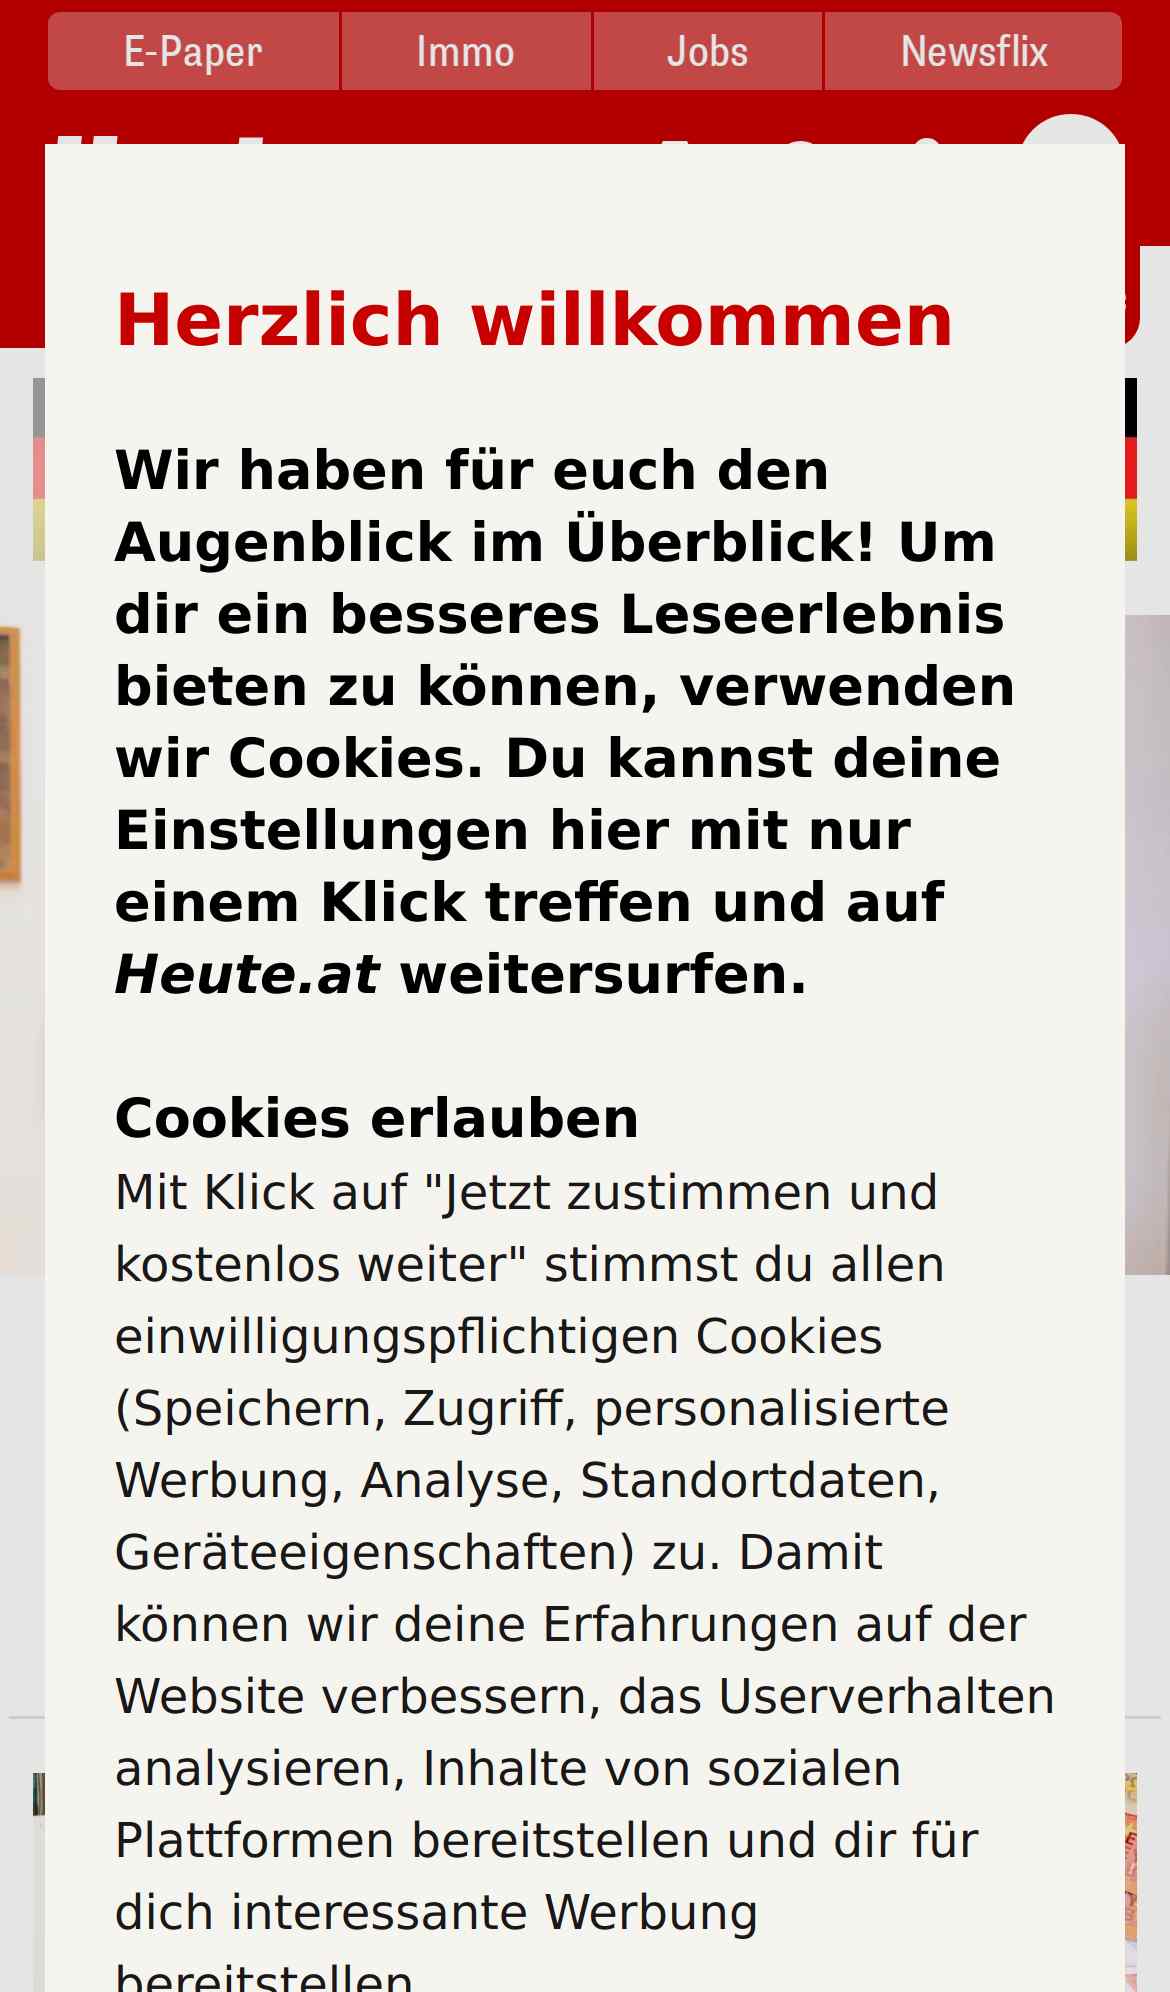 E-Paper
Immo
Jobs
Newsflix
Herzlich willkommen
Wir haben für euch den
Augenblick im Überblick! Um
dir ein besseres Leseerlebnis
bieten zu können, verwenden
wir Cookies. Du kannst deine
Einstellungen hier mit nur
einem Klick treffen und auf
Heute.at weitersurfen.
Cookies erlauben
Mit Klick auf "Jetzt zustimmen und
kostenlos weiter" stimmst du allen
einwilligungspflichtigen Cookies
(Speichern, Zugriff, personalisierte
Werbung, Analyse, Standortdaten,
Geräteeigenschaften) zu. Damit
können wir deine Erfahrungen auf der
Website verbessern, das Userverhalten
analysieren, Inhalte von sozialen
Plattformen bereitstellen und dir für
dich interessante Werbung
bereitstellen